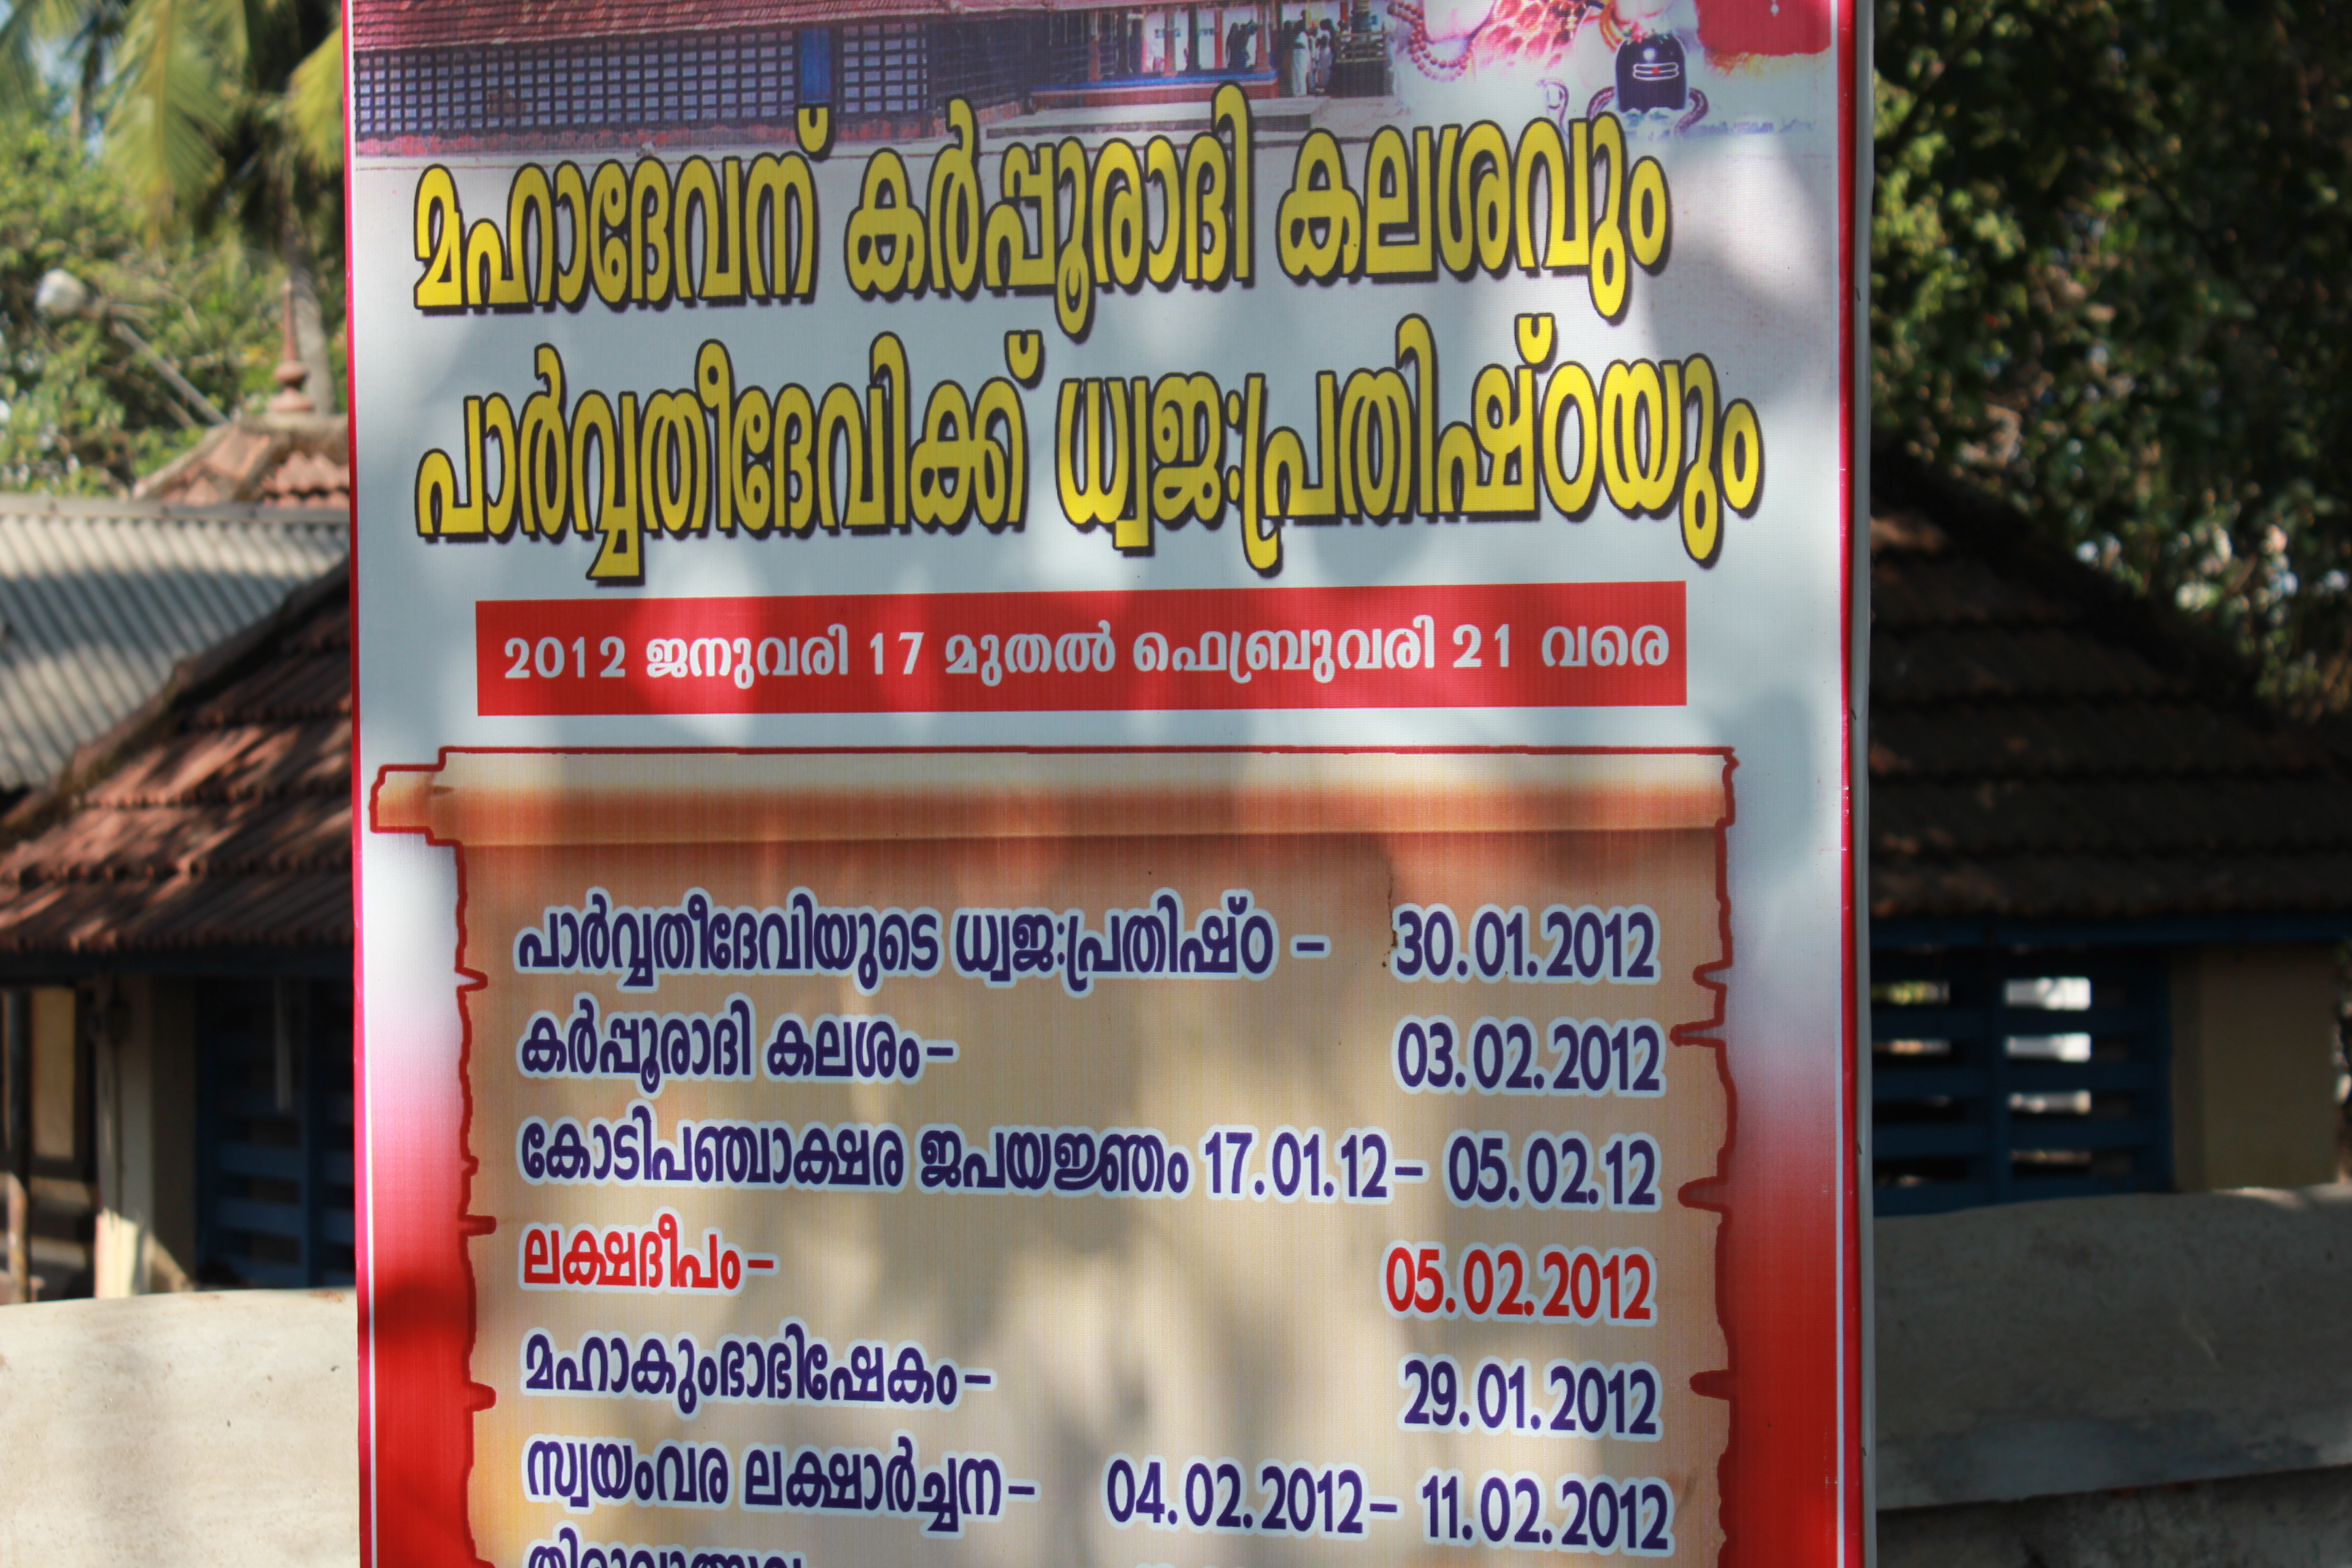 മഹാദേവന് കർപ്പൂരാദി കലശവും
പാർവ്വതീദേവിക്ക് ധ്വജ:പ്രതിഷ്ഠയും
2012 ജനുവരി 17 മുതൽ ഫെബ്രുവരി 21 വരെ
പാർവ്വതീദേവിയുടെ ധ്വജ:പ്രതിഷ്ഠ – 30.01.2012
കർപ്പൂരാദി കലശം– 03.02.2012
കോടിപഞ്ചാക്ഷര ജപയജ്ഞം 17.01.12– 05.02.12
ലക്ഷദീപം– 05.02.2012
മഹാകുംഭാഭിഷേകം– 29.01.2012
സ്വയംവര ലക്ഷാർച്ചന– 04.02.2012– 11.02.2012